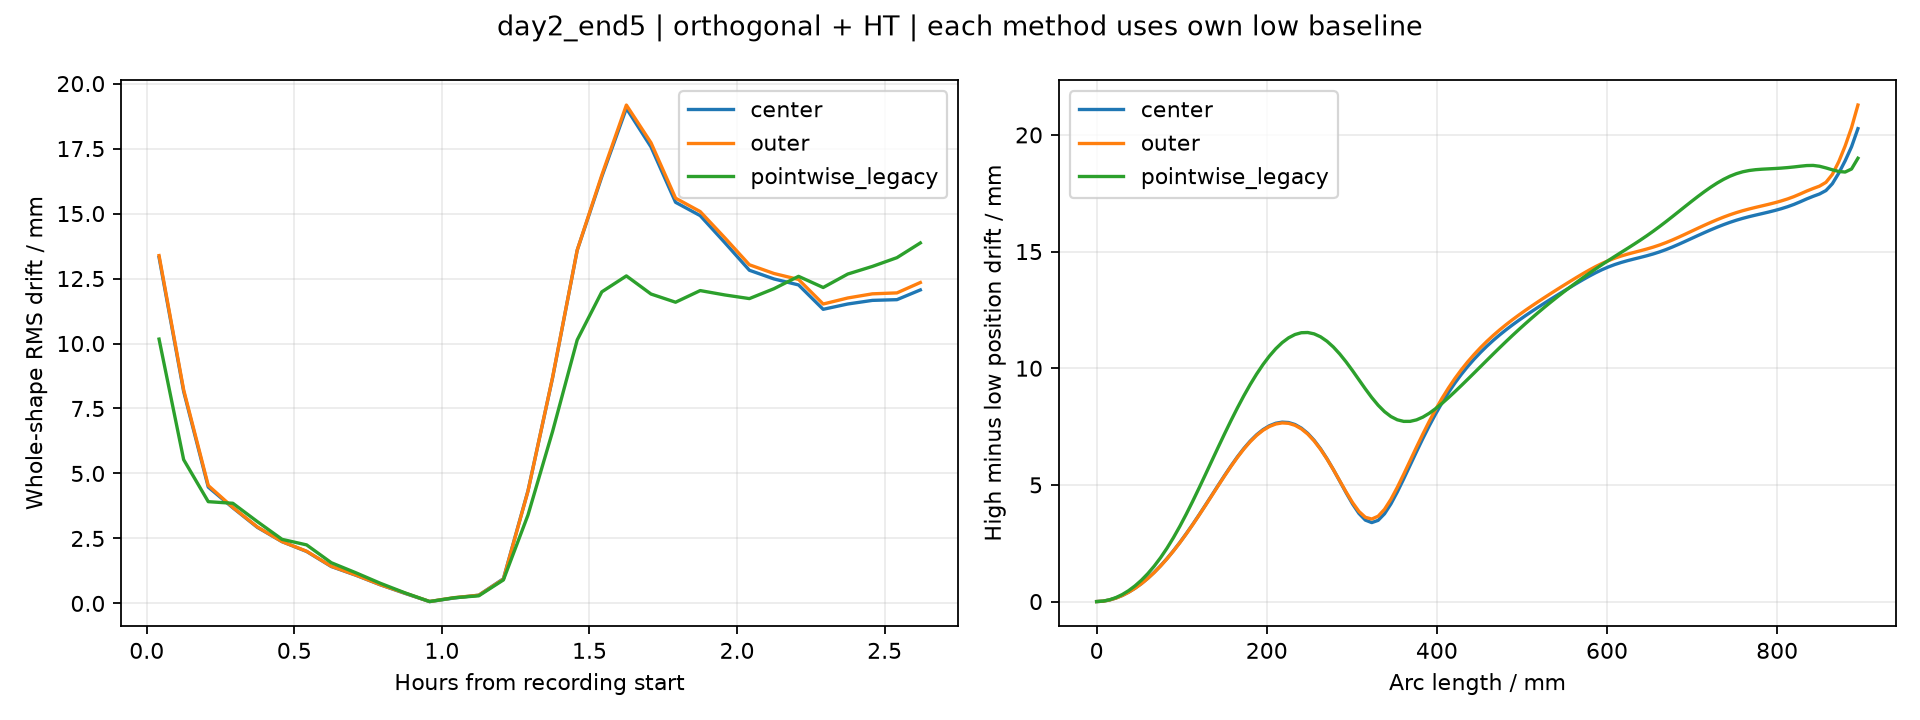 day2_end5 | orthogonal + HT | each method uses own low baseline
Whole-shape RMS drift / mm
20.0
17.5
15.0
12.5
10.0
7.5
5.0
2.5
0.0
center
outer
pointwise_legacy
0.0 0.5 1.0 1.5 2.0 2.5
Hours from recording start
High minus low position drift / mm
20
15
10
5
0
center
outer
pointwise_legacy
0 200 400 600 800
Arc length / mm